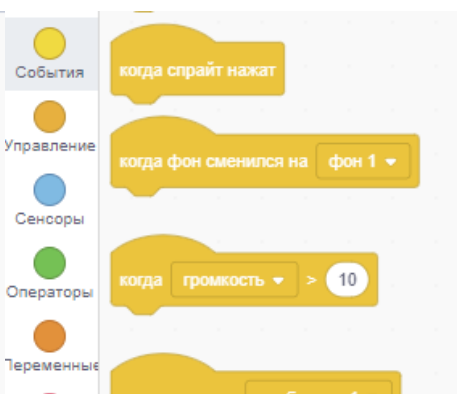 События
когда спрайт нажат
Управление
когда фон сменился на фон 1
Сенсоры
когда громкость > 10
Операторы
Переменные